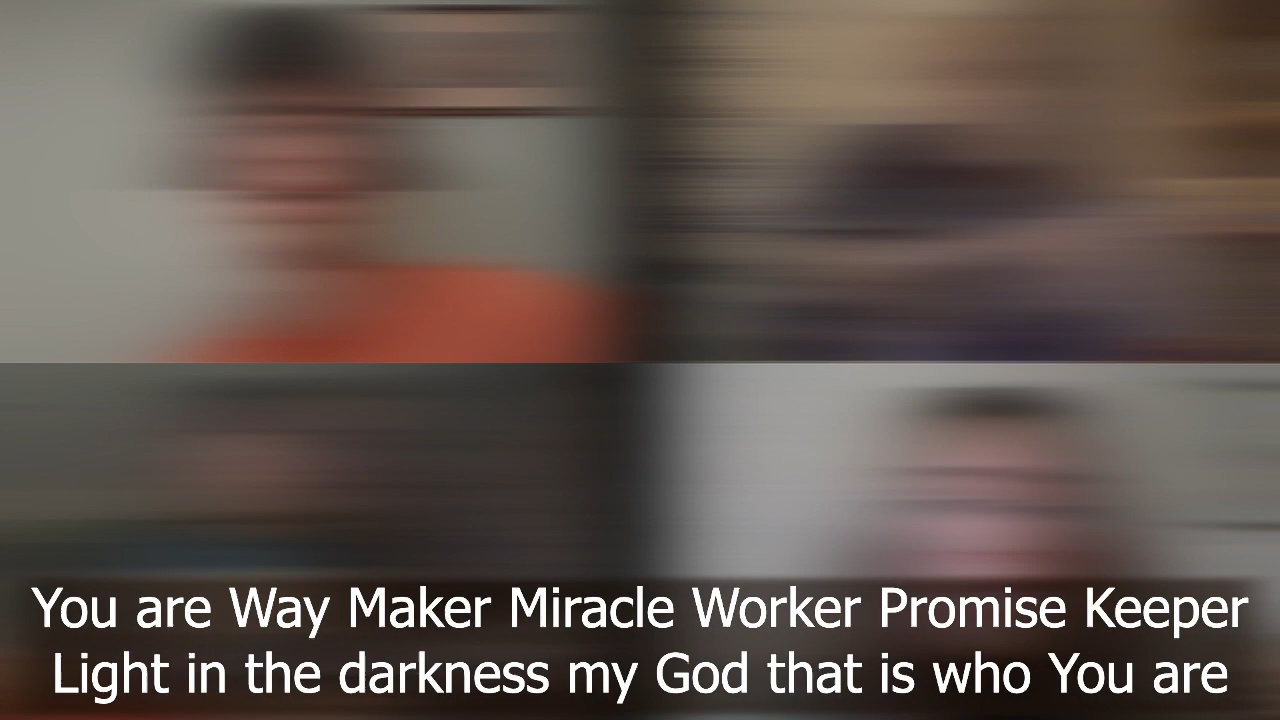 You are Way Maker Miracle Worker Promise Keeper
Light in the darkness my God that is who You are